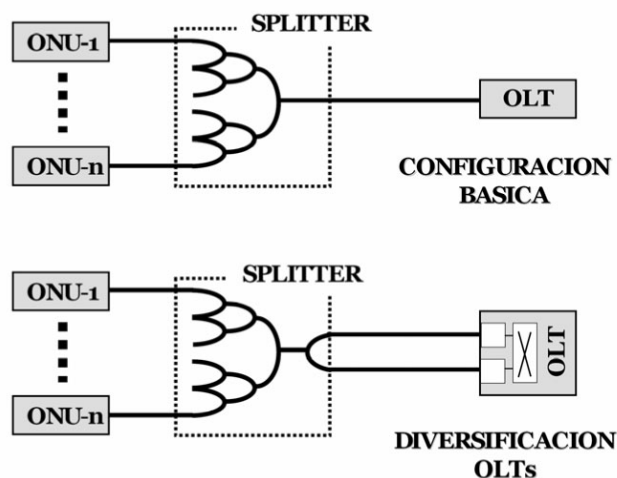 SPLITTER
ONU-1
OLT
ONU-n
CONFIGURACION
BASICA
SPLITTER
ONU-1
OLT
ONU-n
DIVERSIFICACION
OLTs